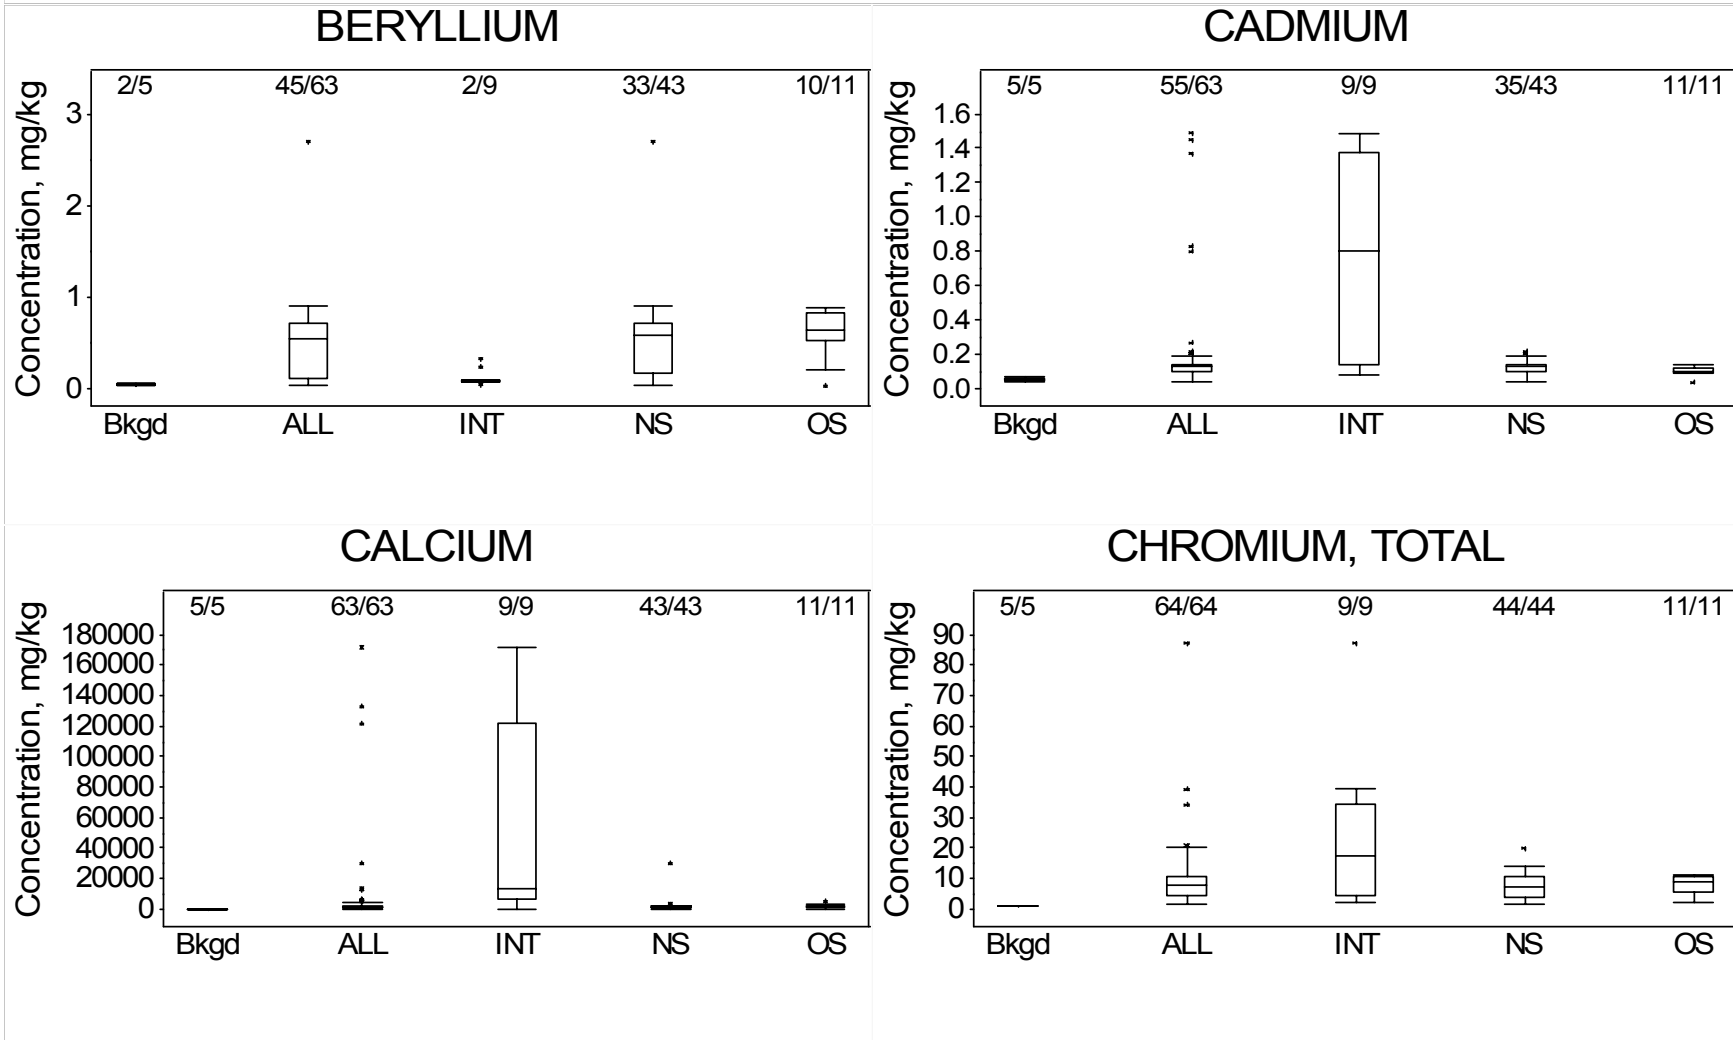 BERYLLIUM
Concentration, mg/kg
2/5 45/63 2/9 33/43 10/11
3
2
1
0
Bkgd ALL INT NS OS
CADMIUM
Concentration, mg/kg
5/5 55/63 9/9 35/43 11/11
1.6
1.4
1.2
1.0
0.8
0.6
0.4
0.2
0.0
Bkgd ALL INT NS OS
CALCIUM
Concentration, mg/kg
5/5 63/63 9/9 43/43 11/11
180000
160000
140000
120000
100000
80000
60000
40000
20000
0
Bkgd ALL INT NS OS
CHROMIUM, TOTAL
Concentration, mg/kg
5/5 64/64 9/9 44/44 11/11
90
80
70
60
50
40
30
20
10
0
Bkgd ALL INT NS OS